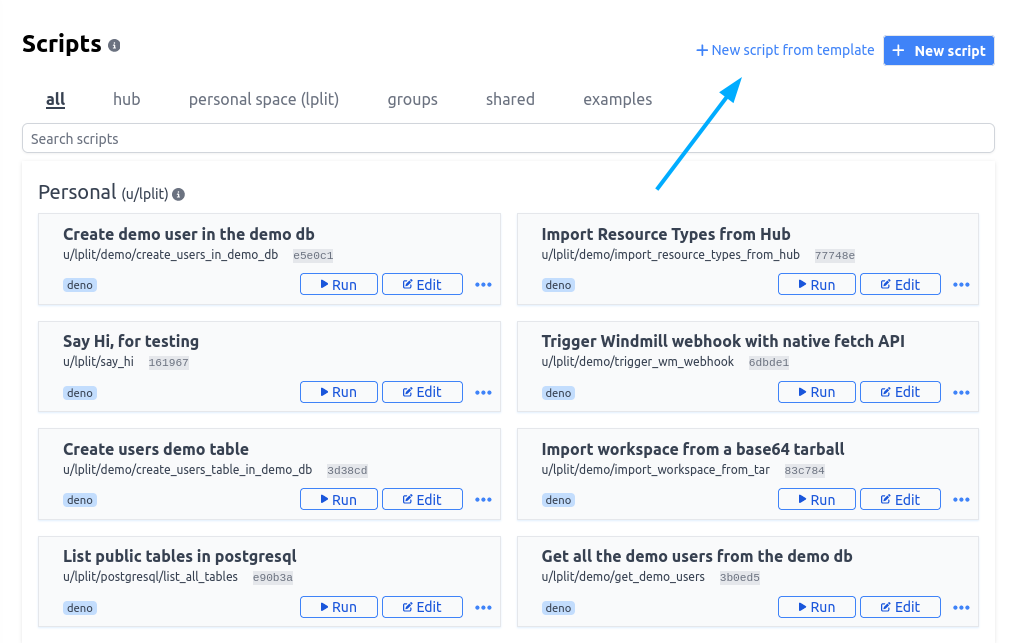 Scripts
New script from template
New script
all hub personal space (lplit) groups shared examples
Search scripts
Personal (u/lplit)
Create demo user in the demo db
u/lplit/demo/create_users_in_demo_db e5e0c1
deno Run Edit
Import Resource Types from Hub
u/lplit/demo/import_resource_types_from_hub 77748e
deno Run Edit
Say Hi, for testing
u/lplit/say_hi 161967
deno Run Edit
Trigger Windmill webhook with native fetch API
u/lplit/demo/trigger_wm_webhook 6dbde1
deno Run Edit
Create users demo table
u/lplit/demo/create_users_table_in_demo_db 3d38cd
deno Run Edit
Import workspace from a base64 tarball
u/lplit/demo/import_workspace_from_tar 83c784
deno Run Edit
List public tables in postgresql
u/lplit/postgresql/list_all_tables e90b3a
deno Run Edit
Get all the demo users from the demo db
u/lplit/demo/get_demo_users 3b0ed5
deno Run Edit